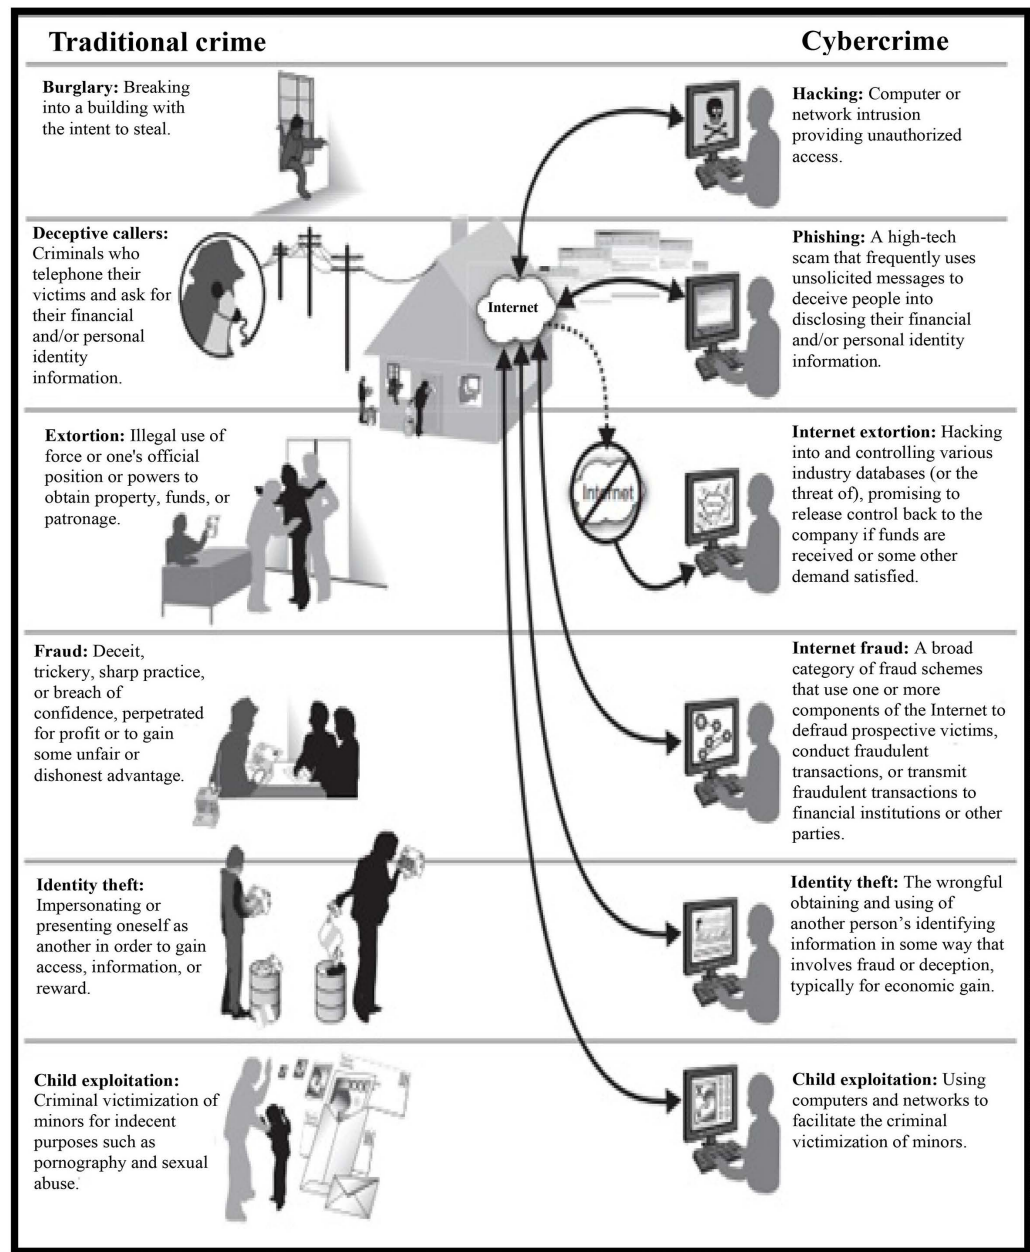 Traditional crime
Cybercrime
Burglary: Breaking
into a building with
the intent to steal.
Hacking: Computer or
network intrusion
providing unauthorized
access.
Deceptive callers:
Criminals who
telephone their
victims and ask for
their financial
and/or personal
identity
information.
Internet
Phishing: A high-tech
scam that frequently uses
unsolicited messages to
deceive people into
disclosing their financial
and/or personal identity
information.
Extortion: Illegal use of
force or one's official
position or powers to
obtain property, funds, or
patronage.
Internet
Internet extortion: Hacking
into and controlling various
industry databases (or the
threat of), promising to
release control back to the
company if funds are
received or some other
demand satisfied.
Fraud: Deceit,
trickery, sharp practice,
or breach of
confidence, perpetrated
for profit or to gain
some unfair or
dishonest advantage.
Internet fraud: A broad
category of fraud schemes
that use one or more
components of the Internet to
defraud prospective victims,
conduct fraudulent
transactions, or transmit
fraudulent transactions to
financial institutions or other
parties.
Identity theft:
Impersonating or
presenting oneself as
another in order to gain
access, information, or
reward.
Identity theft: The wrongful
obtaining and using of
another person’s identifying
information in some way that
involves fraud or deception,
typically for economic gain.
Child exploitation:
Criminal victimization of
minors for indecent
purposes such as
pornography and sexual
abuse.
Child exploitation: Using
computers and networks to
facilitate the criminal
victimization of minors.